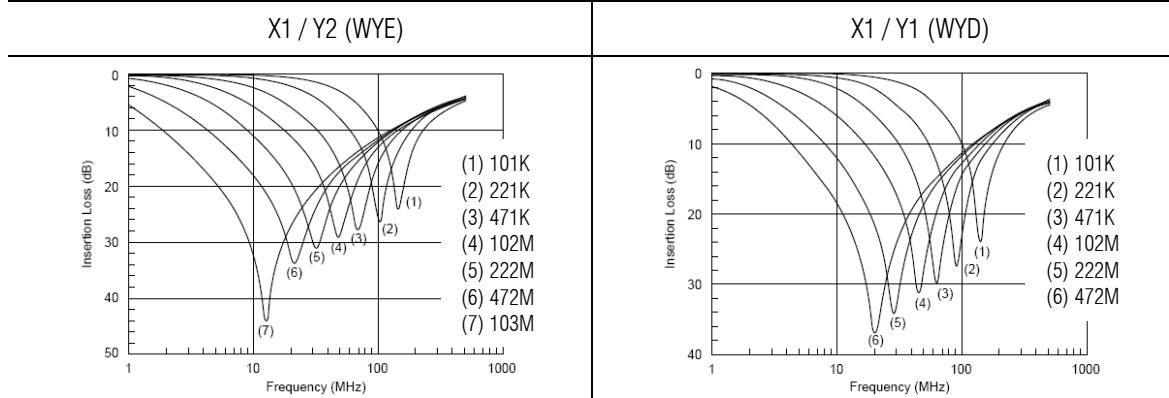 X1 / Y2 (WYE)
X1 / Y1 (WYD)
0
10
20
30
40
50
Insertion Loss (dB)
1
10
100
1000
Frequency (MHz)
(1)
(2)
(3)
(4)
(5)
(6)
(7)
(1) 101K
(2) 221K
(3) 471K
(4) 102M
(5) 222M
(6) 472M
(7) 103M
0
10
20
30
40
Insertion Loss (dB)
1
10
100
1000
Frequency (MHz)
(1)
(2)
(3)
(4)
(5)
(6)
(1) 101K
(2) 221K
(3) 471K
(4) 102M
(5) 222M
(6) 472M